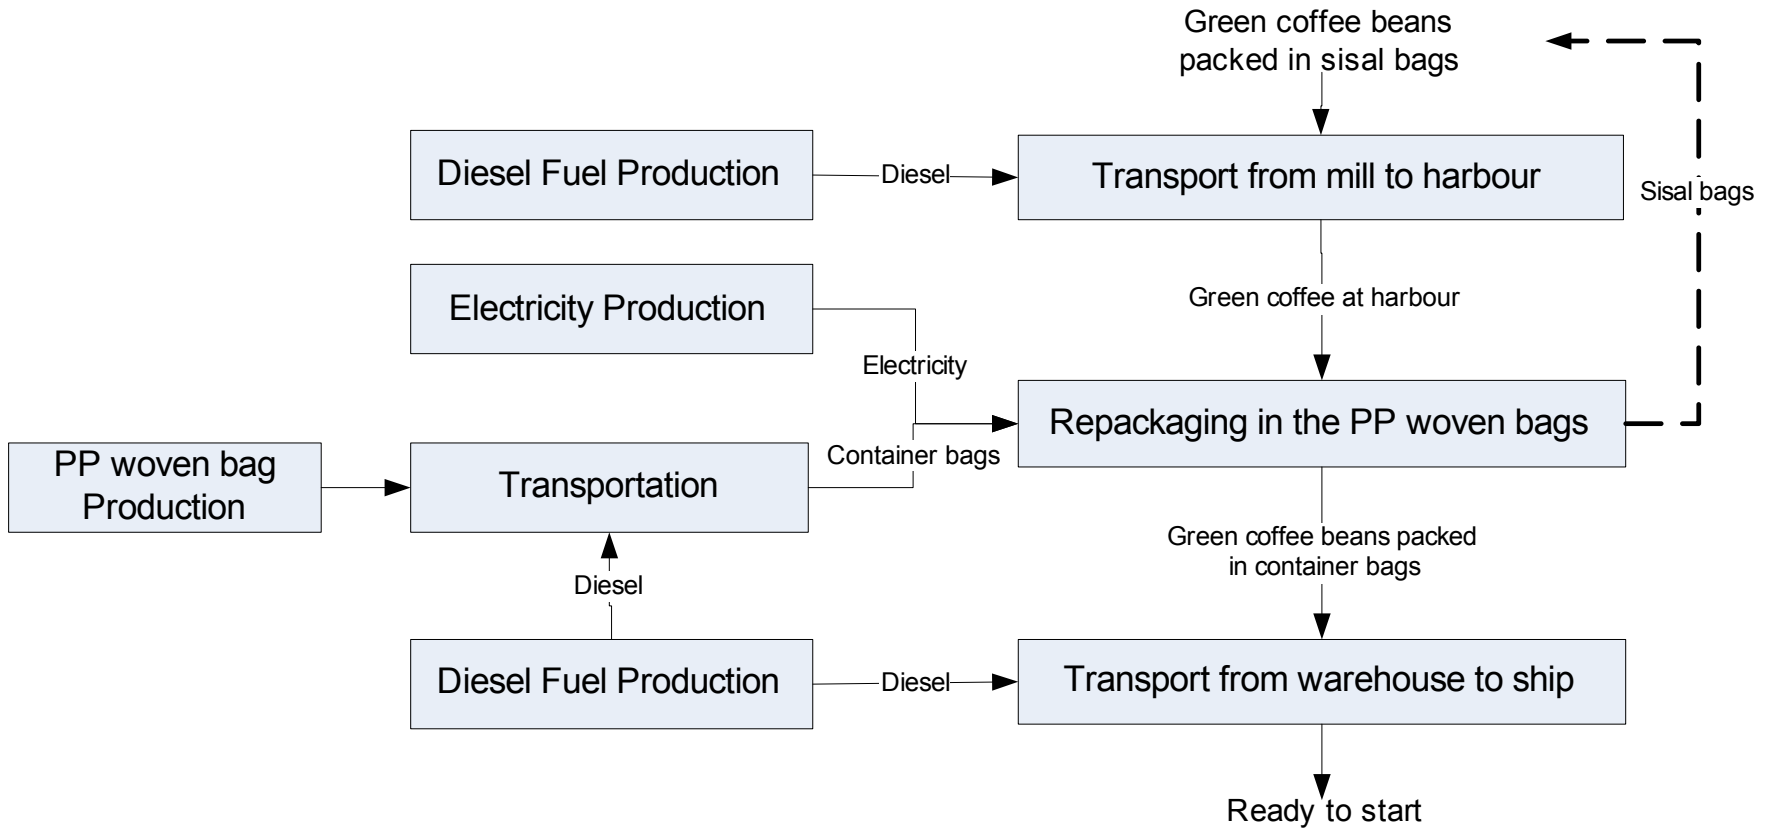 Green coffee beans
packed in sisal bags
Diesel Fuel Production
Diesel
Transport from mill to harbour
Sisal bags
Electricity Production
Green coffee at harbour
Electricity
Repackaging in the PP woven bags
PP woven bag
Production
Transportation
Container bags
Green coffee beans packed
in container bags
Diesel
Diesel Fuel Production
Diesel
Transport from warehouse to ship
Ready to start